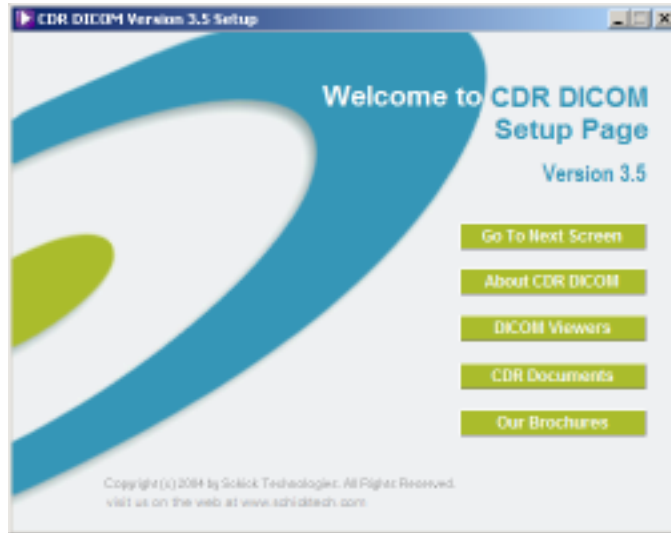 CDR DICOM Version 3.5 Setup
Welcome to CDR DICOM
Setup Page
Version 3.5
Go To Next Screen
About CDR DICOM
DICOM Viewers
CDR Documents
Our Brochures
Copyright (c) 2004 by Schick Technologies. All Rights Reserved.
visit us on the web at www.schicktech.com